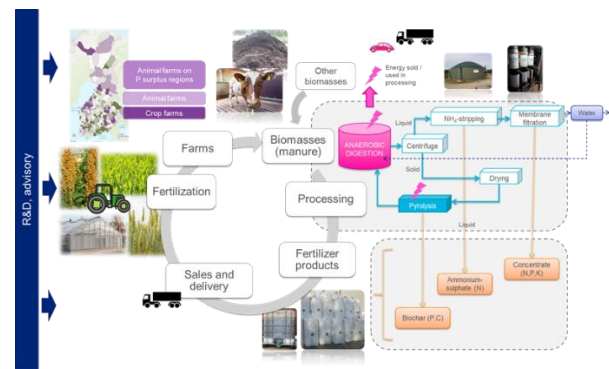 R&D, advisory
Animal farms on
P surplus regions
Animal farms
Crop farms
Other
biomasses
Energy sold /
used in
processing
Farms
Biomasses
(manure)
Fertilization
Processing
Sales and
delivery
Fertilizer
products
ANAEROBIC
DIGESTION
Liquid
Centrifuge
NH₄-stripping
Membrane
filtration
Water
Solid
Drying
Pyrolysis
Liquid
Biochar (P,C)
Ammonium-
sulphate (N)
Concentrate
(N,P,K)